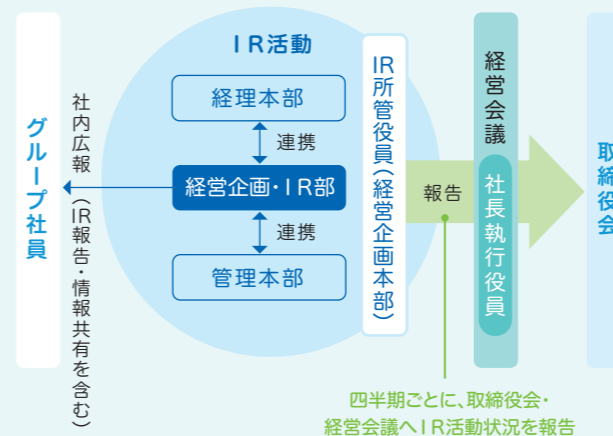 IR活動
グループ社員
社内広報（IR報告・情報共有を含む）
経理本部
連携
経営企画・IR部
連携
管理本部
IR所管役員（経営企画本部）
報告
経営会議
社長執行役員
取締役会
四半期ごとに、取締役会・
経営会議へIR活動状況を報告